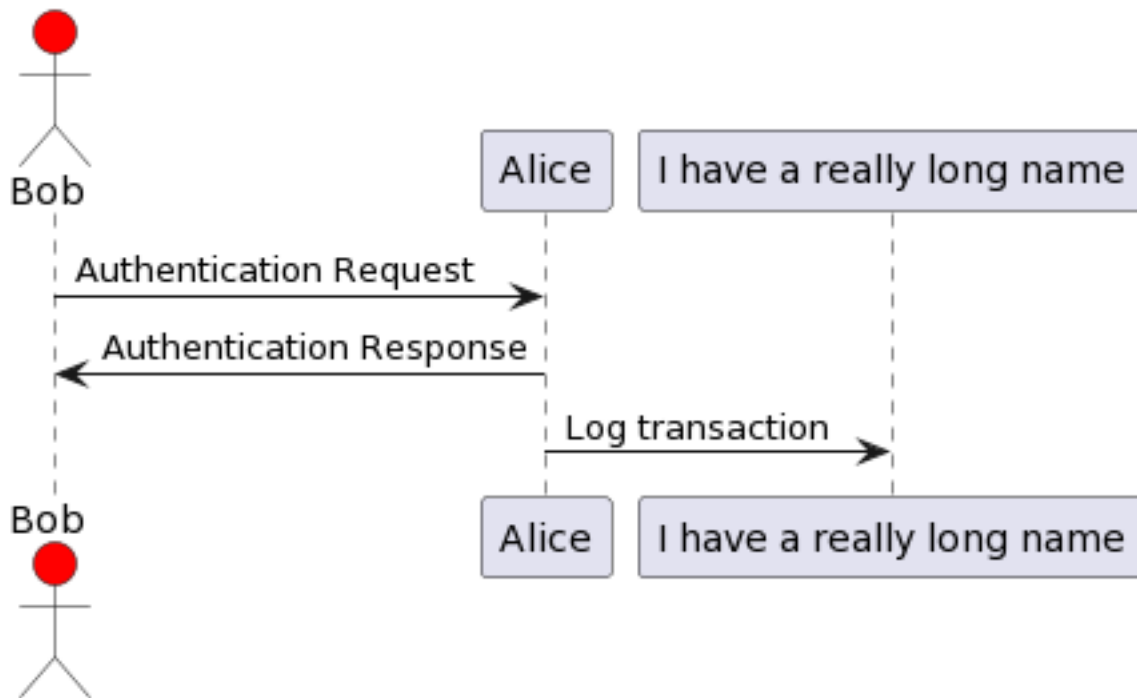 Bob
Alice
I have a really long name
Authentication Request
Authentication Response
Log transaction
Bob
Alice
I have a really long name